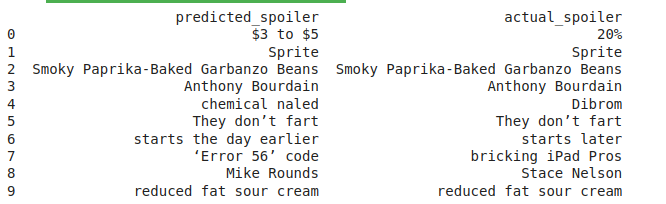 predicted_spoiler actual_spoiler
0 $3 to $5 20%
1 Sprite Sprite
2 Smoky Paprika-Baked Garbanzo Beans Smoky Paprika-Baked Garbanzo Beans
3 Anthony Bourdain Anthony Bourdain
4 chemical naled Dibrom
5 They don’t fart They don’t fart
6 starts the day earlier starts later
7 ‘Error 56’ code bricking iPad Pros
8 Mike Rounds Stace Nelson
9 reduced fat sour cream reduced fat sour cream